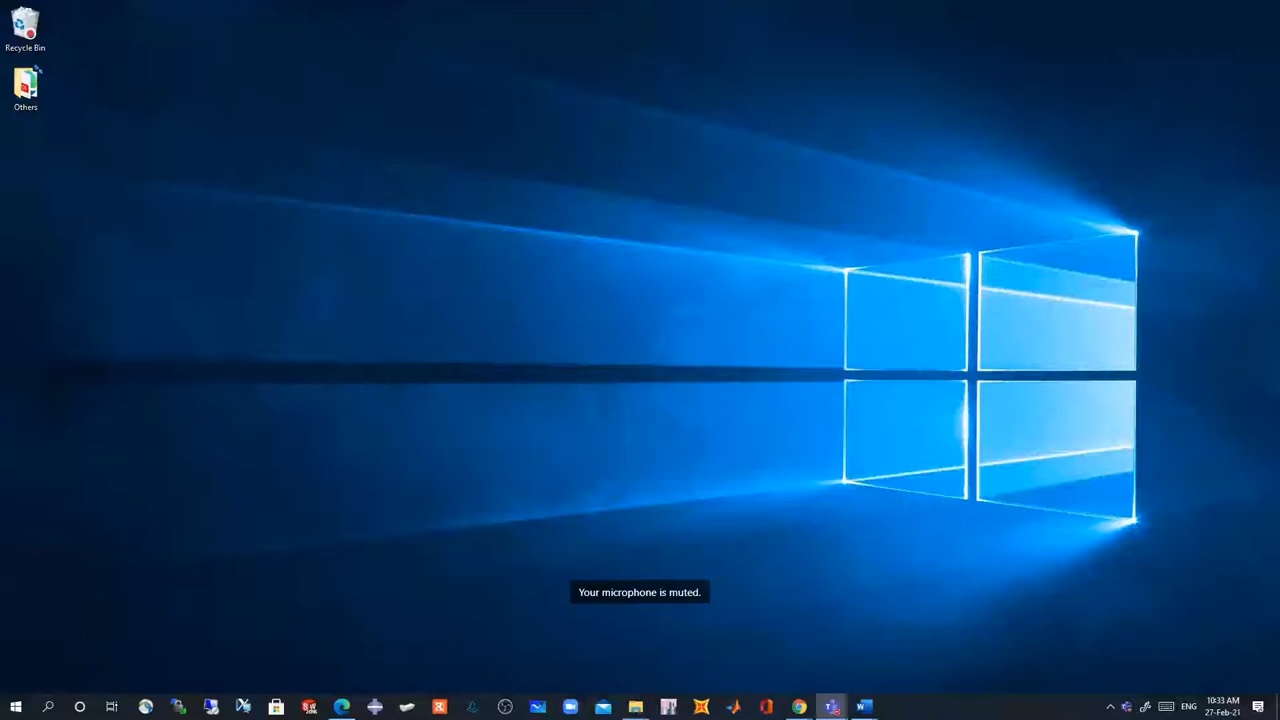 Recycle Bin
Others
Your microphone is muted.
ENG
10:33 AM
27-Feb-21